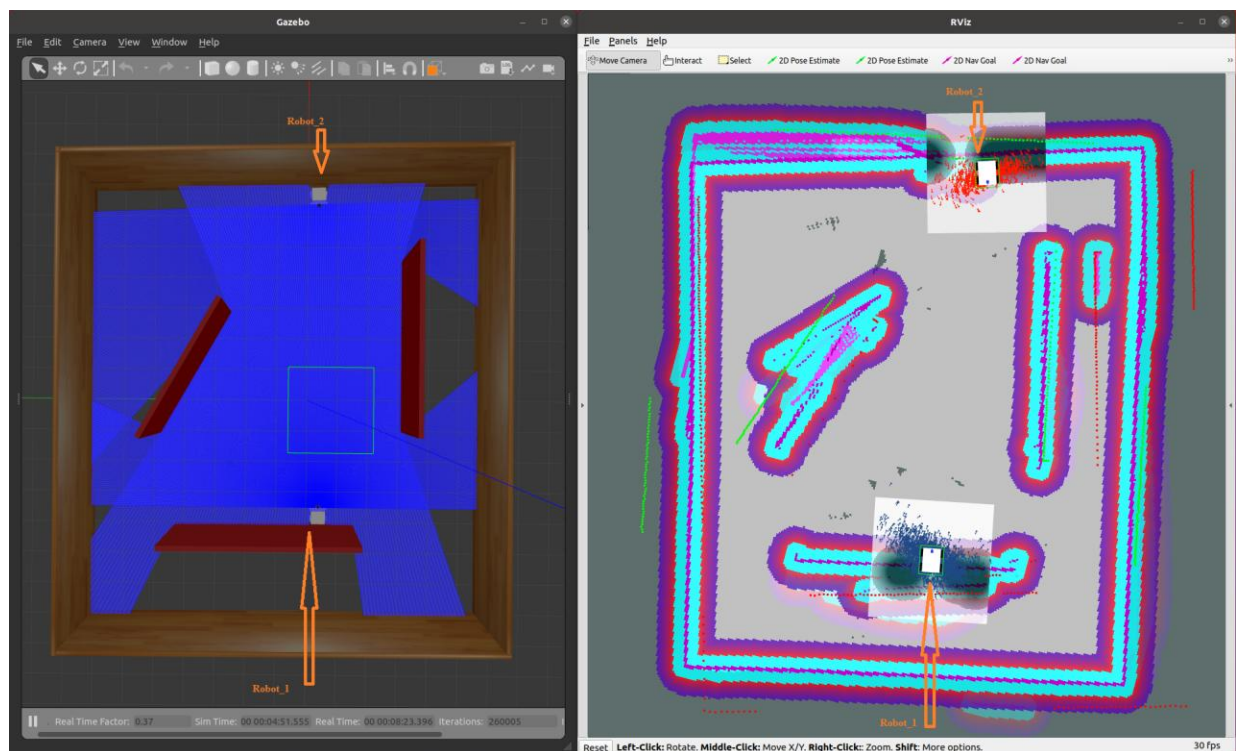 Gazebo
File Edit Camera View Window Help
Robot_2
Robot_1
Real Time Factor: 0.37 Sim Time: 00 00:04:51.555 Real Time: 00 00:08:23.396 Iterations: 260005
RViz
File Panels Help
Move Camera Interact Select 2D Pose Estimate 2D Pose Estimate 2D Nav Goal 2D Nav Goal »
Robot_2
Robot_1
Reset Left-Click: Rotate. Middle-Click: Move X/Y. Right-Click:: Zoom. Shift: More options. 30 fps